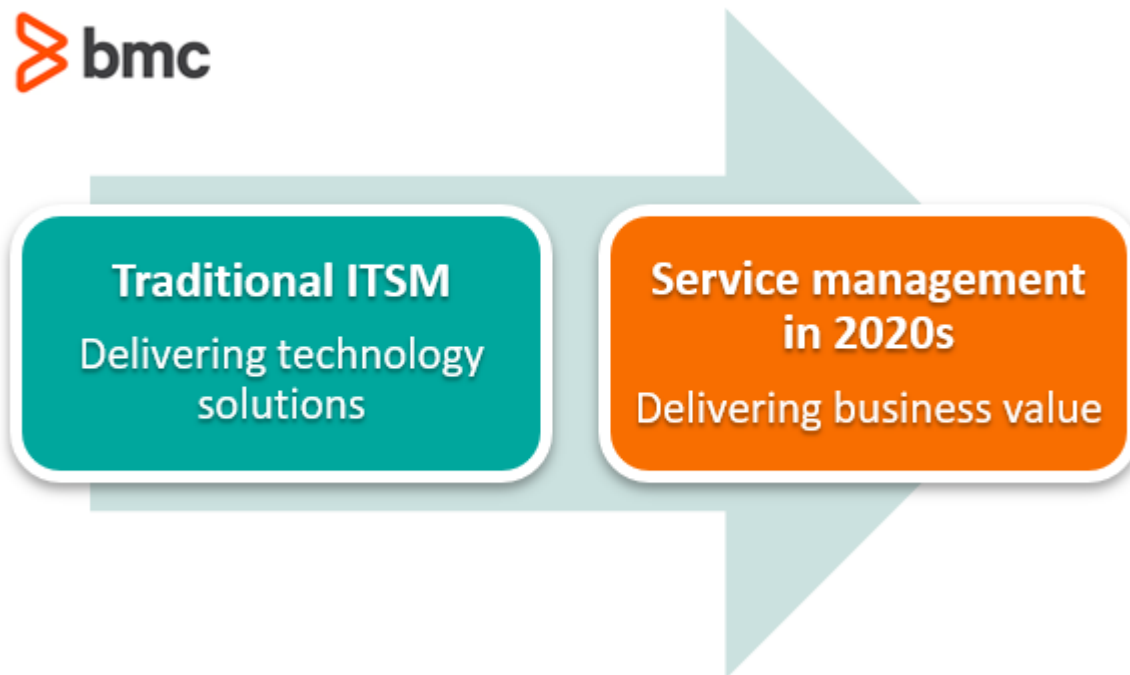 bmc
Traditional ITSM
Delivering technology
solutions
Service management
in 2020s
Delivering business value